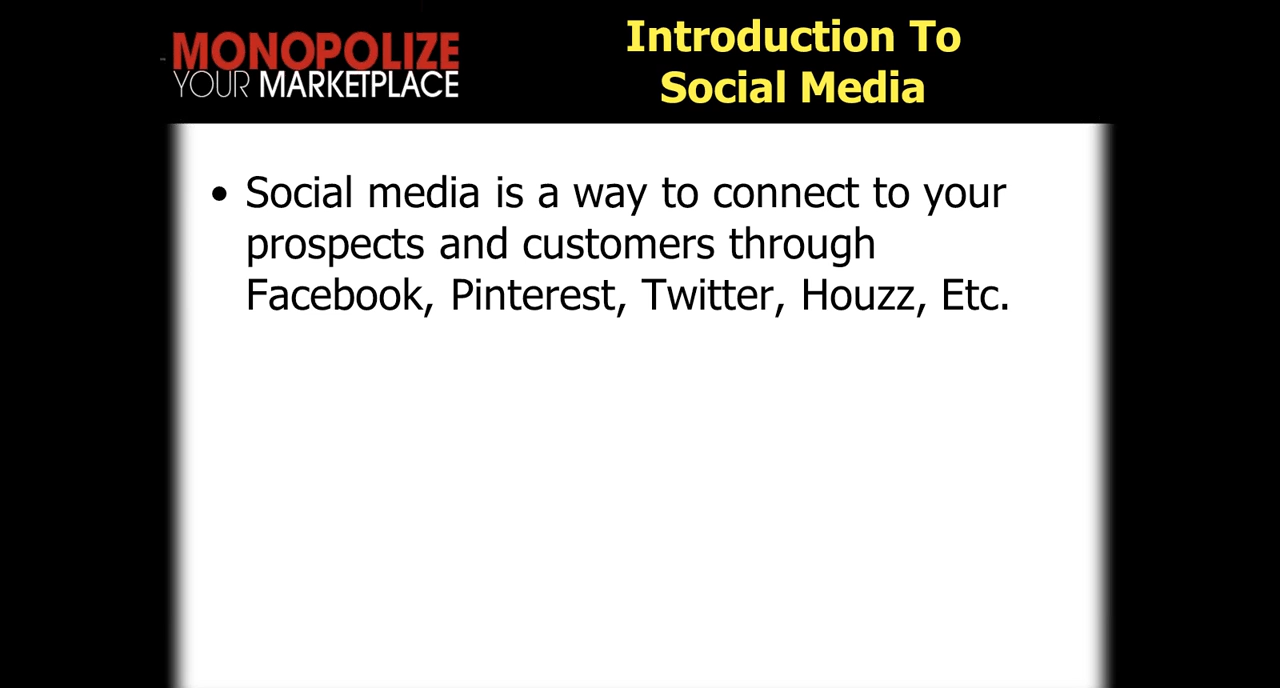 MONOPOLIZE
YOUR MARKETPLACE
Introduction To
Social Media
• Social media is a way to connect to your
prospects and customers through
Facebook, Pinterest, Twitter, Houzz, Etc.